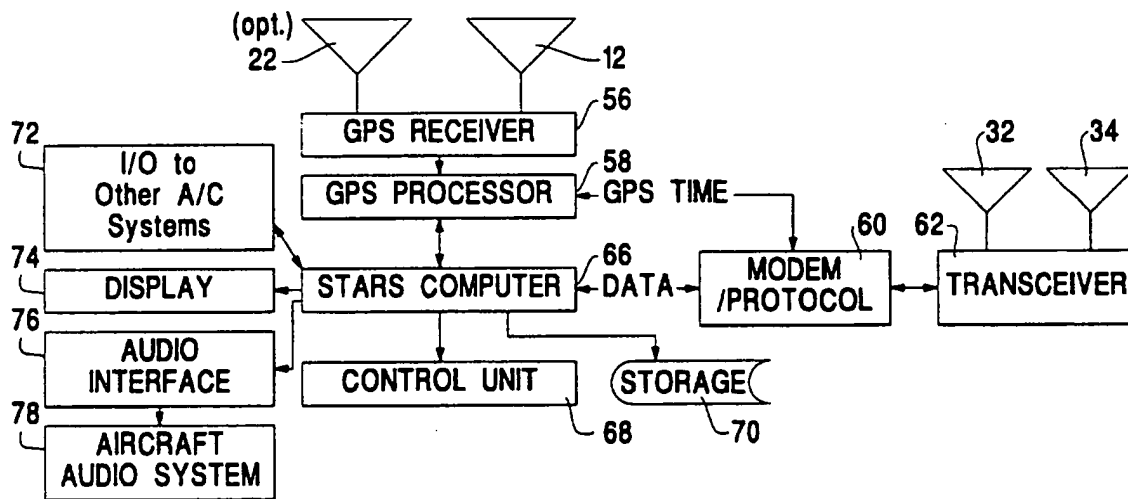 (opt.)
22
12
56
GPS RECEIVER
72
I/O to
Other A/C
Systems
58
GPS PROCESSOR
GPS TIME
32
34
74
DISPLAY
66
STARS COMPUTER
DATA
60
MODEM
/PROTOCOL
62
TRANSCEIVER
76
AUDIO
INTERFACE
CONTROL UNIT
68
STORAGE
70
78
AIRCRAFT
AUDIO SYSTEM